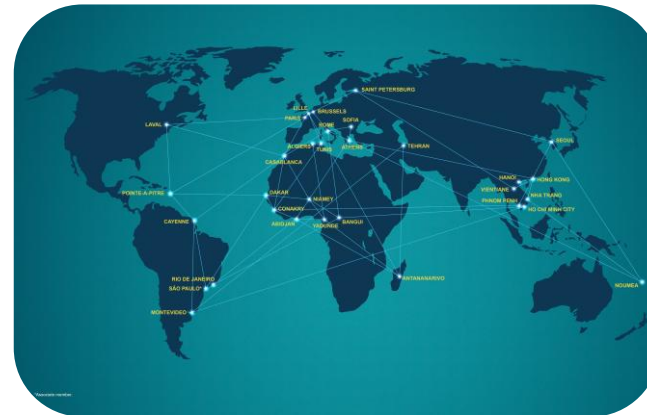 SAINT PETERSBURG
LILLE
BRUSSELS
PARIS
LAVAL
ROME
SOFIA
SEOUL
ALGIERS
TUNIS
ATHENS
TEHRAN
CASABLANCA
HANOI
HONG KONG
VIENTIANE
POINTE-A-PITRE
DAKAR
NIAMEY
NHA TRANG
PHNOM PENH
HO CHI MINH CITY
CONAKRY
CAYENNE
ABIDJAN
YAOUNDE
BANGUI
RIO DE JANEIRO
ANTANANARIVO
SÃO PAULO*
NOUMEA
MONTEVIDEO
*Associate member